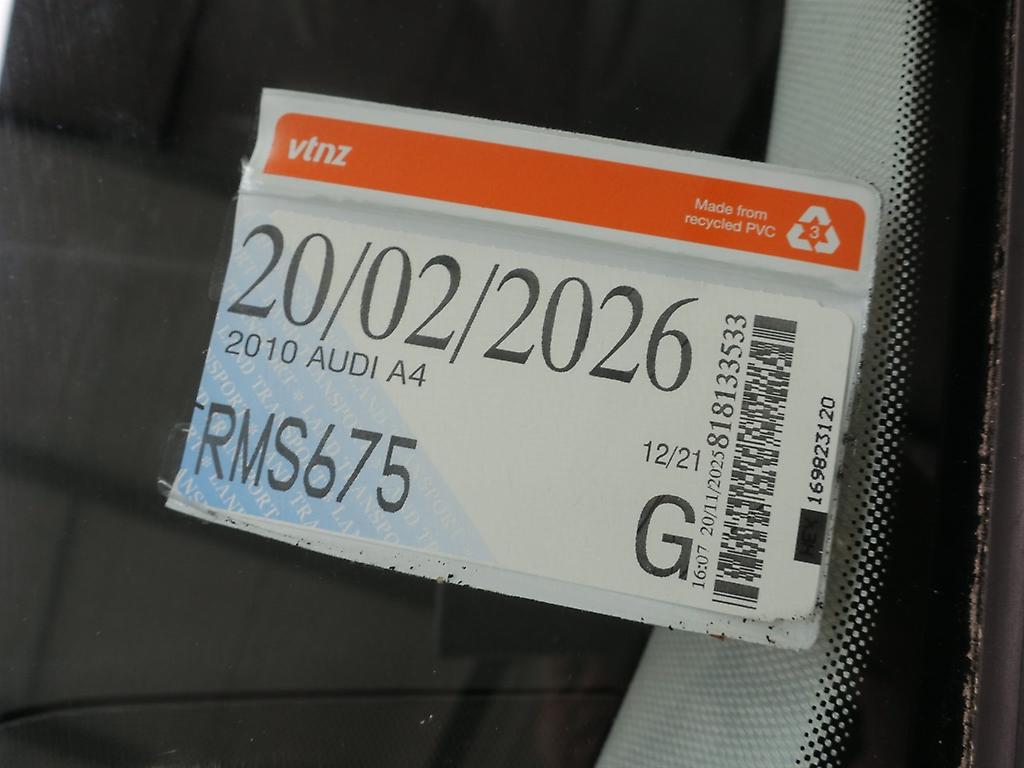 vtnz
Made from
recycled PVC
3
20/02/2026
2010 AUDI A4
RMS675
12/21
G
16:07 20/11/2025
818133533
169823120